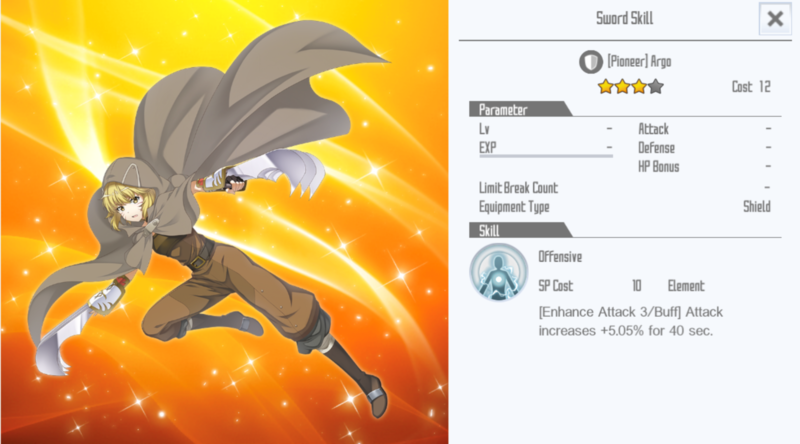 Sword Skill
[Pioneer] Argo
Cost 12
Parameter
Lv - Attack -
EXP - Defense -
HP Bonus -
Limit Break Count -
Equipment Type Shield
Skill
Offensive
SP Cost 10 Element
[Enhance Attack 3/Buff] Attack
increases +5.05% for 40 sec.